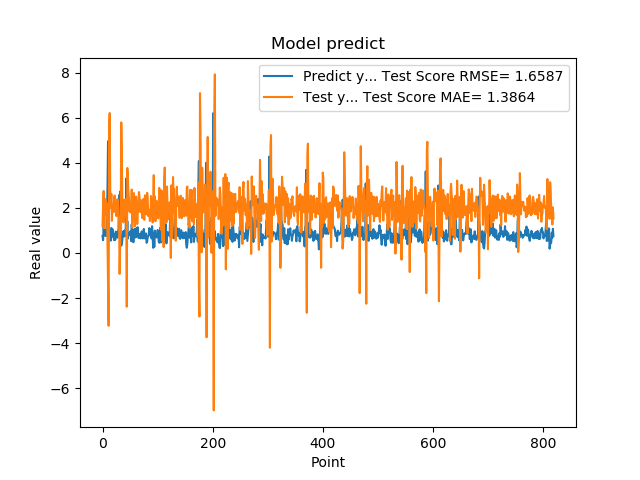 Model predict
Predict y... Test Score RMSE= 1.6587
Test y... Test Score MAE= 1.3864
8
6
4
2
0
−2
−4
−6
Real value
0 200 400 600 800
Point